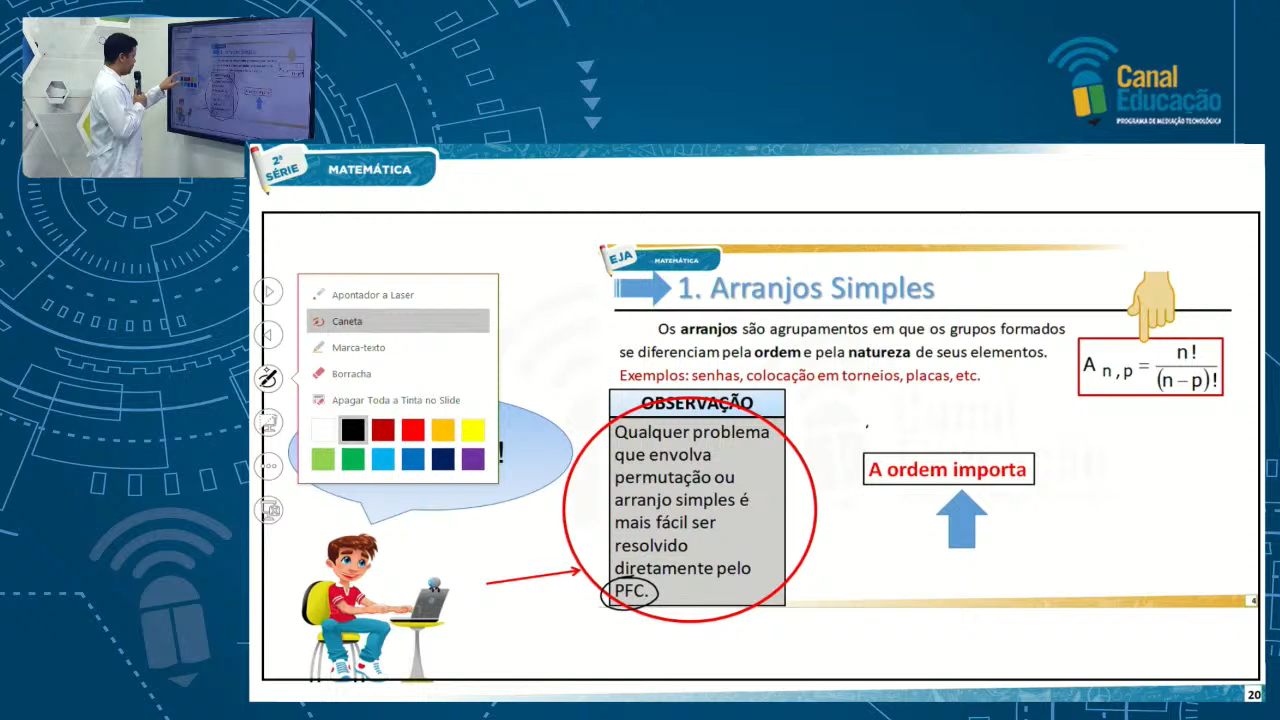 Canal
Educação
PROGRAMA DE MEDIAÇÃO TECNOLÓGICA
2ª
SÉRIE
MATEMÁTICA
EJA
MATEMÁTICA
1. Arranjos Simples
Os arranjos são agrupamentos em que os grupos formados
se diferenciam pela ordem e pela natureza de seus elementos.
Exemplos: senhas, colocação em torneios, placas, etc.
A n,p = n! / (n–p)!
Apontador a Laser
Caneta
Marca-texto
Borracha
Apagar Toda a Tinta no Slide
!
OBSERVAÇÃO
Qualquer problema
que envolva
permutação ou
arranjo simples é
mais fácil ser
resolvido
diretamente pelo
PFC.
A ordem importa
4
20